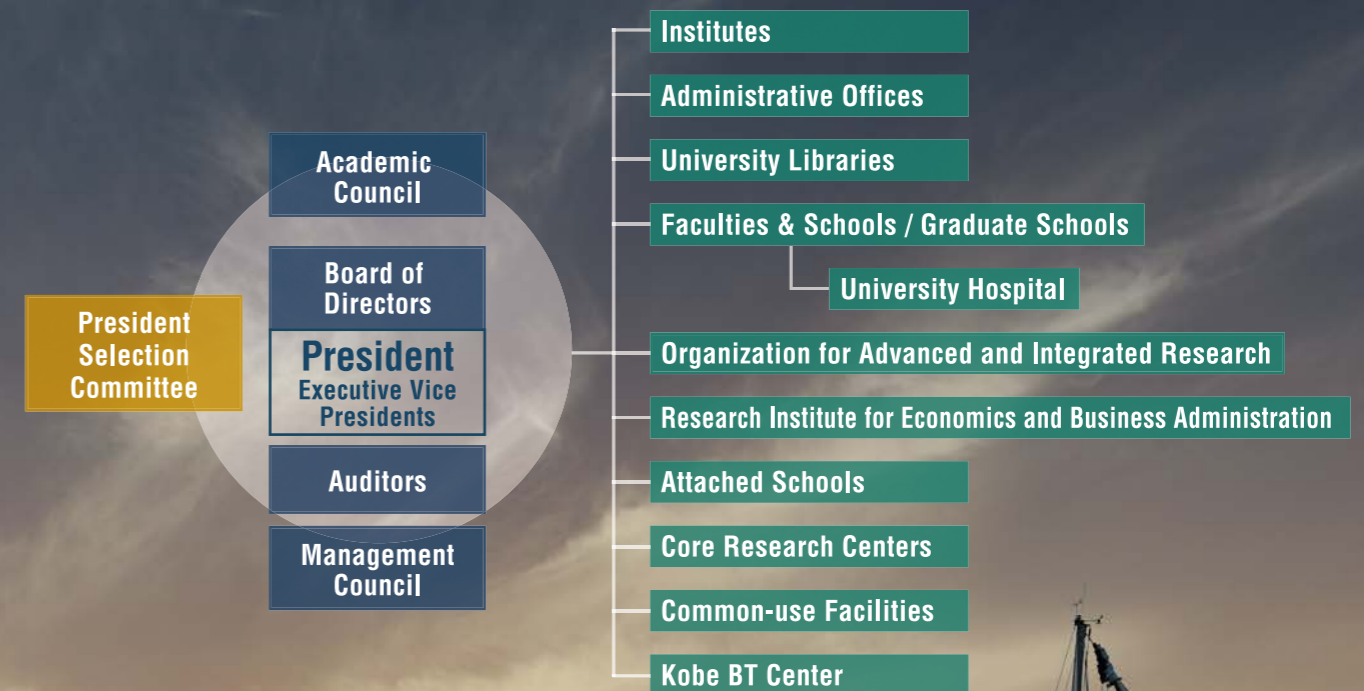 President
Selection
Committee
Academic
Council
Board of
Directors
President
Executive Vice
Presidents
Auditors
Management
Council
Institutes
Administrative Offices
University Libraries
Faculties & Schools / Graduate Schools
University Hospital
Organization for Advanced and Integrated Research
Research Institute for Economics and Business Administration
Attached Schools
Core Research Centers
Common-use Facilities
Kobe BT Center